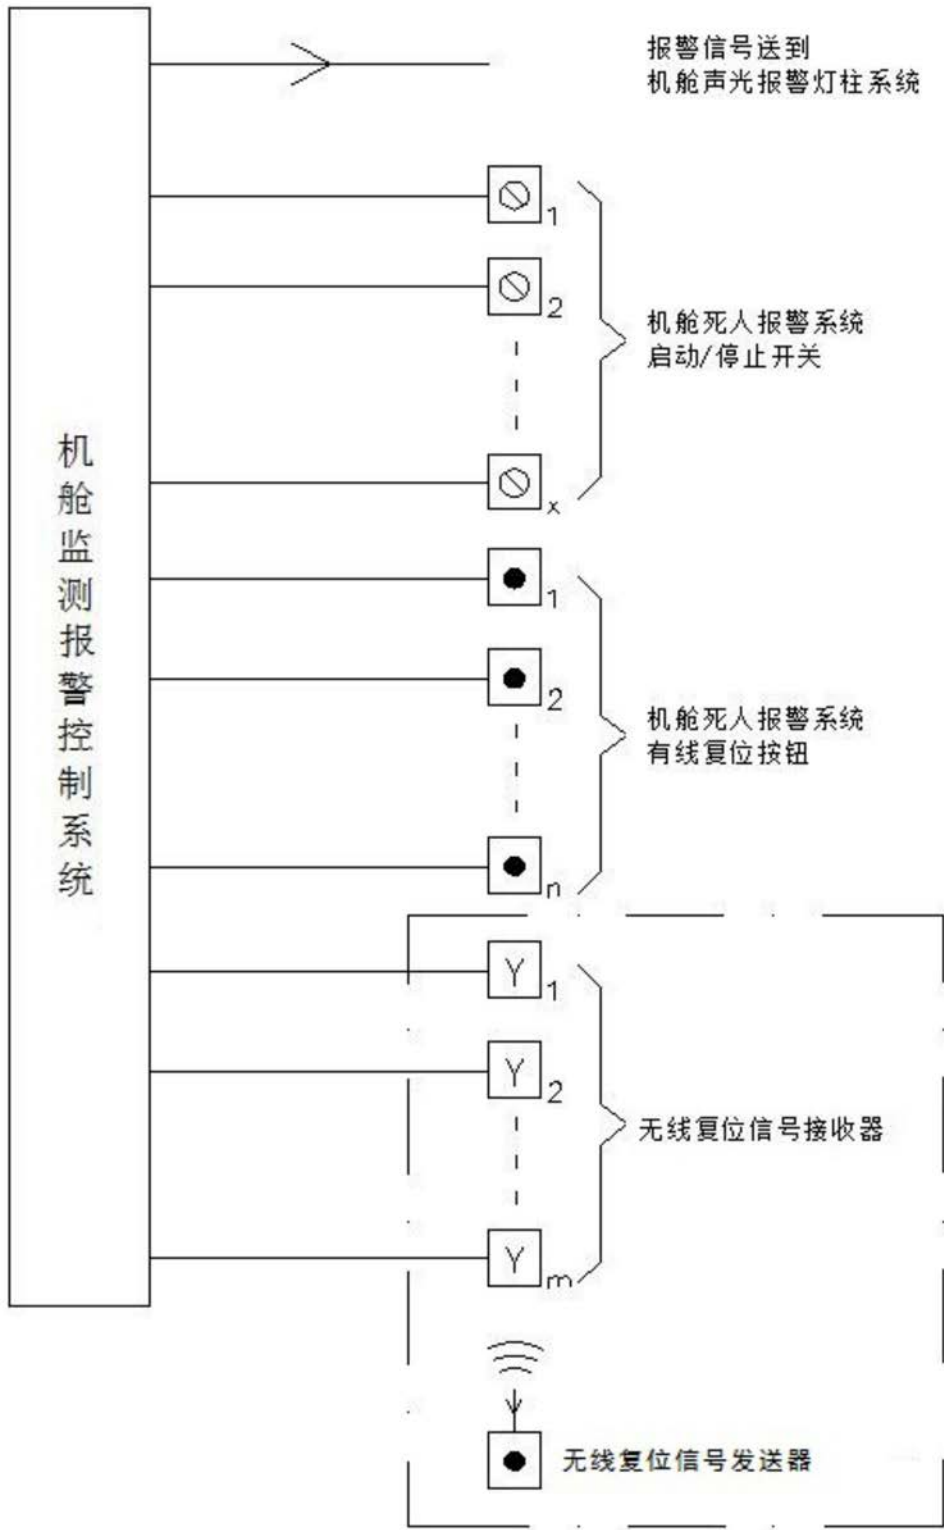 报警信号送到
机舱声光报警灯柱系统
1
2
机舱死人报警系统
启动/停止开关
x
机舱监测报警控制系统
1
2
机舱死人报警系统
有线复位按钮
n
Y 1
Y 2
无线复位信号接收器
Y m
无线复位信号发送器